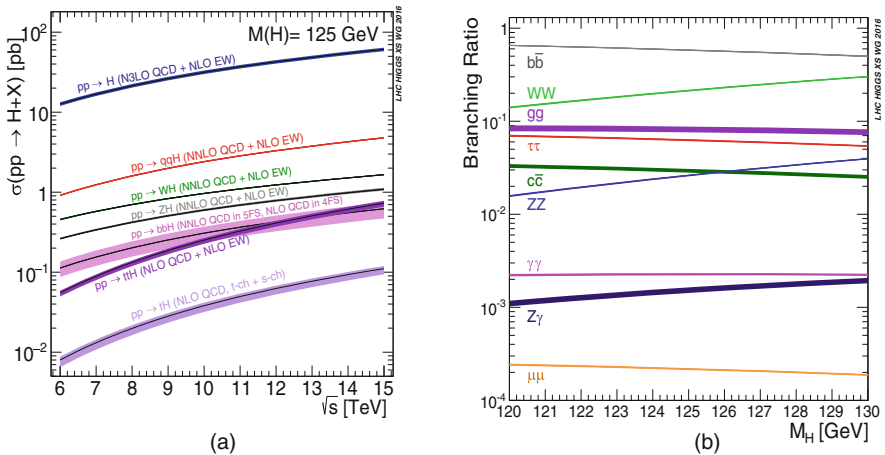 σ(pp → H+X) [pb]
M(H)= 125 GeV
LHC HIGGS XS WG 2016
pp → H (N3LO QCD + NLO EW)
pp → qqH (NNLO QCD + NLO EW)
pp → WH (NNLO QCD + NLO EW)
pp → ZH (NNLO QCD + NLO EW)
pp → bbH (NNLO QCD in 5FS, NLO QCD in 4FS)
pp → ttH (NLO QCD + NLO EW)
pp → tH (NLO QCD, t-ch + s-ch)
10²
10
1
10⁻¹
10⁻²
6 7 8 9 10 11 12 13 14 15
√s [TeV]
(a)
Branching Ratio
LHC HIGGS XS WG 2016
1
10⁻¹
10⁻²
10⁻³
10⁻⁴
bb̄
WW
gg
ττ
cc̄
ZZ
γγ
Zγ
μμ
120 121 122 123 124 125 126 127 128 129 130
M_H [GeV]
(b)